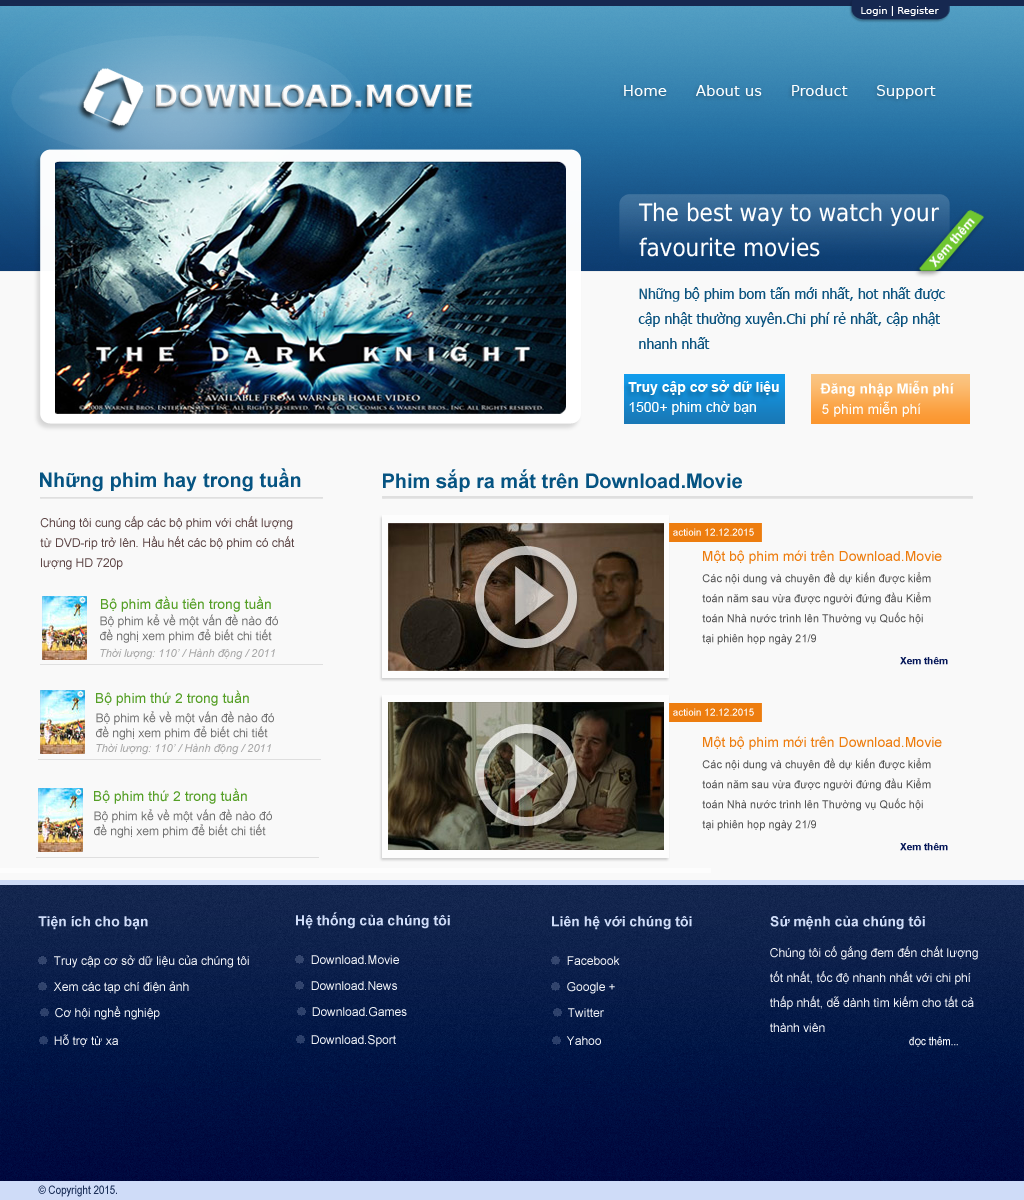 Login | Register
DOWNLOAD.MOVIE
Home About us Product Support
THE DARK KNIGHT
AVAILABLE FROM WARNER HOME VIDEO
©2008 WARNER BROS. ENTERTAINMENT INC. ALL RIGHTS RESERVED. TM & (C) DC COMICS & WARNER BROS., INC. ALL RIGHTS RESERVED.
The best way to watch your
favourite movies
Xem thêm
Những bộ phim bom tấn mới nhất, hot nhất được
cập nhật thường xuyên.Chi phí rẻ nhất, cập nhật
nhanh nhất
Truy cập cơ sở dữ liệu
1500+ phim chờ bạn
Đăng nhập Miễn phí
5 phim miễn phí
Những phim hay trong tuần
Chúng tôi cung cấp các bộ phim với chất lượng
từ DVD-rip trở lên. Hầu hết các bộ phim có chất
lượng HD 720p
Bộ phim đầu tiên trong tuần
Bộ phim kể về một vấn đề nào đó
đề nghị xem phim để biết chi tiết
Thời lượng: 110' / Hành động / 2011
Bộ phim thứ 2 trong tuần
Bộ phim kể về một vấn đề nào đó
đề nghị xem phim để biết chi tiết
Thời lượng: 110' / Hành động / 2011
Bộ phim thứ 2 trong tuần
Bộ phim kể về một vấn đề nào đó
đề nghị xem phim để biết chi tiết
Phim sắp ra mắt trên Download.Movie
actioin 12.12.2015
Một bộ phim mới trên Download.Movie
Các nội dung và chuyên đề dự kiến được kiểm
toán năm sau vừa được người đứng đầu Kiểm
toán Nhà nước trình lên Thường vụ Quốc hội
tại phiên họp ngày 21/9
Xem thêm
actioin 12.12.2015
Một bộ phim mới trên Download.Movie
Các nội dung và chuyên đề dự kiến được kiểm
toán năm sau vừa được người đứng đầu Kiểm
toán Nhà nước trình lên Thường vụ Quốc hội
tại phiên họp ngày 21/9
Xem thêm
Tiện ích cho bạn
Truy cập cơ sở dữ liệu của chúng tôi
Xem các tạp chí điện ảnh
Cơ hội nghề nghiệp
Hỗ trợ từ xa
Hệ thống của chúng tôi
Download.Movie
Download.News
Download.Games
Download.Sport
Liên hệ với chúng tôi
Facebook
Google +
Twitter
Yahoo
Sứ mệnh của chúng tôi
Chúng tôi cố gắng đem đến chất lượng
tốt nhất, tốc độ nhanh nhất với chi phí
thấp nhất, dễ dành tìm kiếm cho tất cả
thành viên
đọc thêm...
© Copyright 2015.